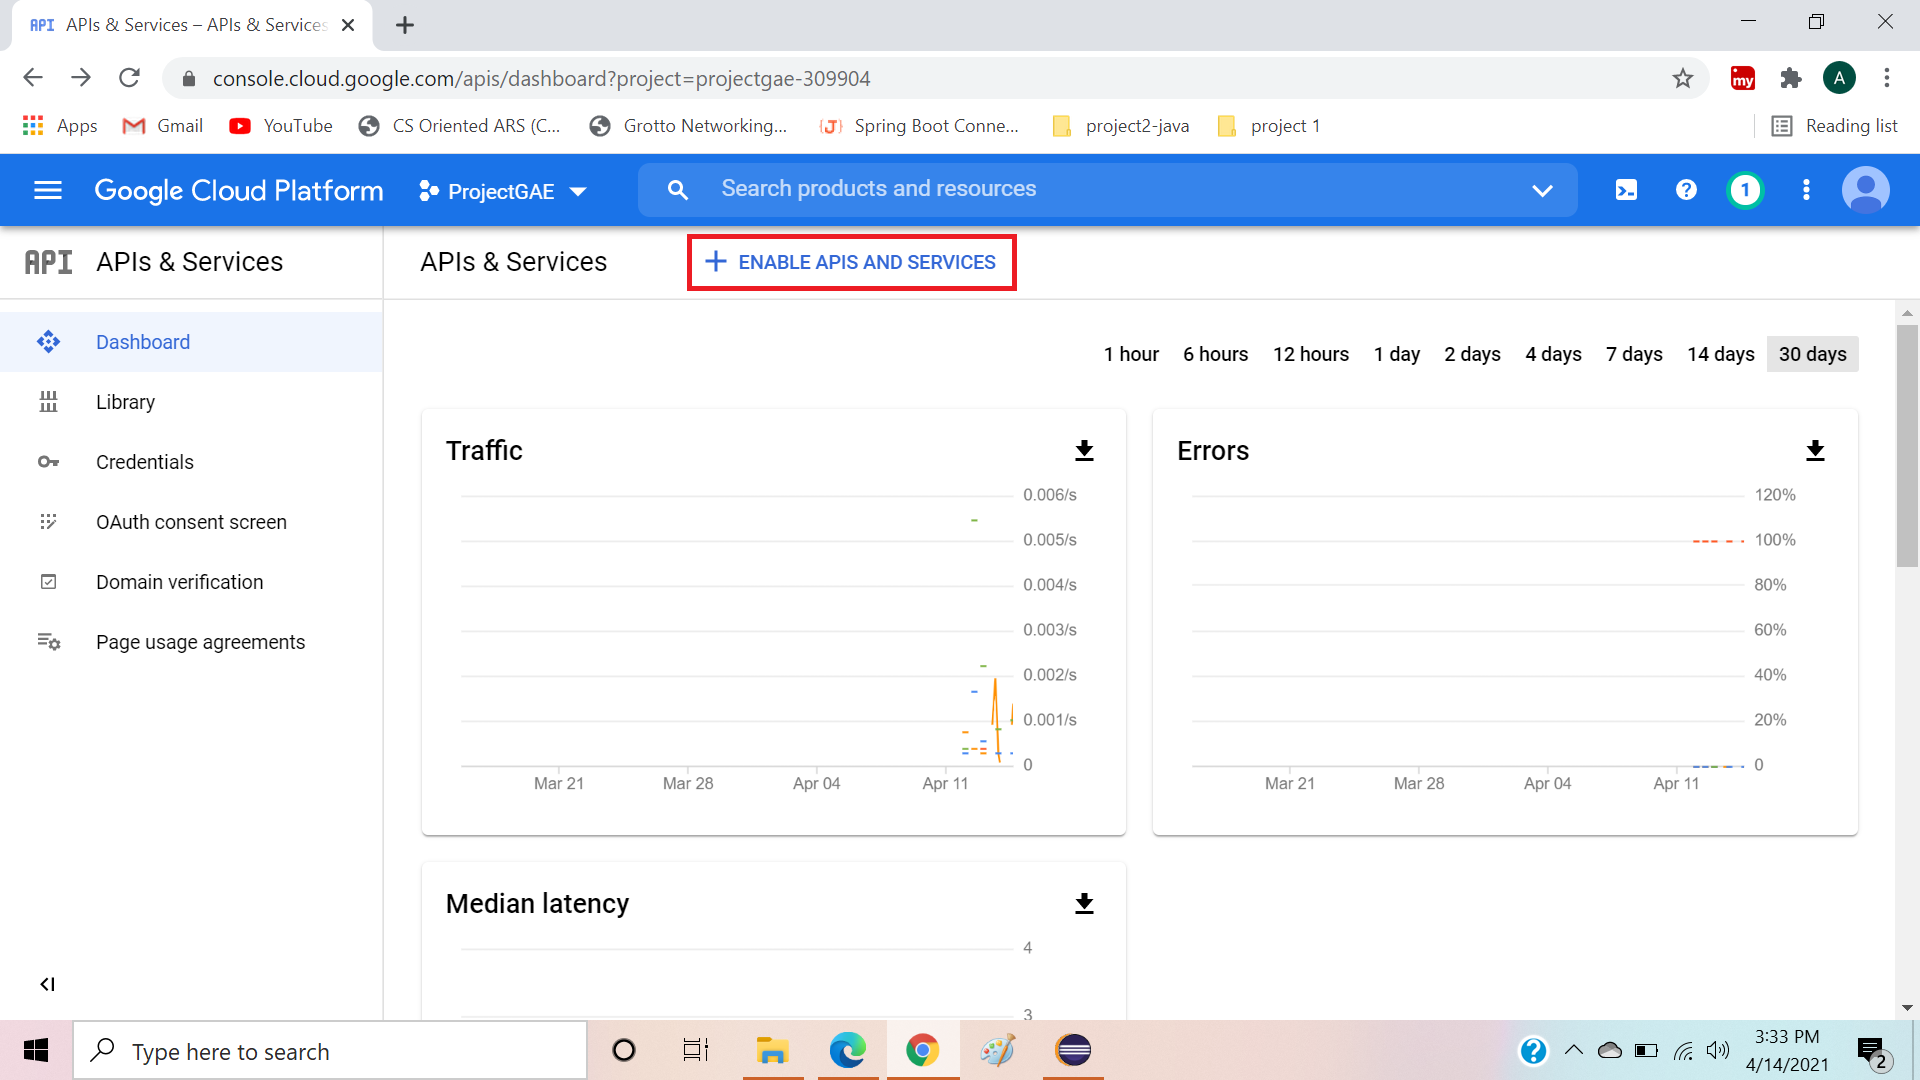 API APIs & Services – APIs & Services
console.cloud.google.com/apis/dashboard?project=projectgae-309904
my
A
Apps Gmail YouTube CS Oriented ARS (C... Grotto Networking... {J} Spring Boot Conne... project2-java project 1 Reading list
Google Cloud Platform ProjectGAE Search products and resources ? 1
API APIs & Services
APIs & Services + ENABLE APIS AND SERVICES
Dashboard
Library
Credentials
OAuth consent screen
Domain verification
Page usage agreements
1 hour 6 hours 12 hours 1 day 2 days 4 days 7 days 14 days 30 days
Traffic
0.006/s
0.005/s
0.004/s
0.003/s
0.002/s
0.001/s
0
Mar 21 Mar 28 Apr 04 Apr 11
Errors
120%
100%
80%
60%
40%
20%
0
Mar 21 Mar 28 Apr 04 Apr 11
Median latency
4
3
Type here to search
?
3:33 PM
4/14/2021
2